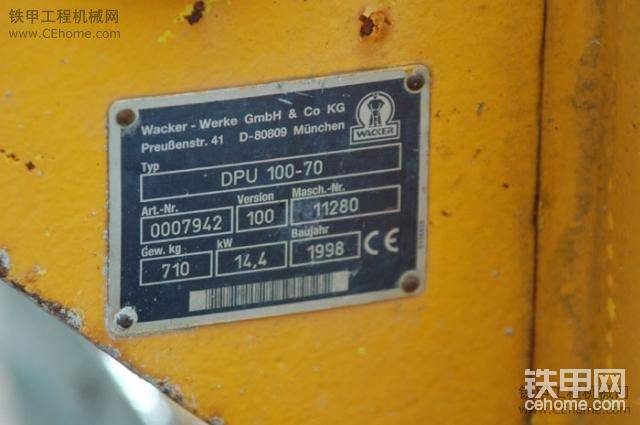 铁甲工程机械网
www.CEhome.com
Wacker - Werke GmbH & Co KG
Preußenstr. 41 D-80809 München
WACKER
Typ
DPU 100-70
Art.-Nr. Version Masch.-Nr.
0007942 100 11280
Gew. kg kW Baujahr
710 14,4 1998 CE
铁甲网
cehome.com